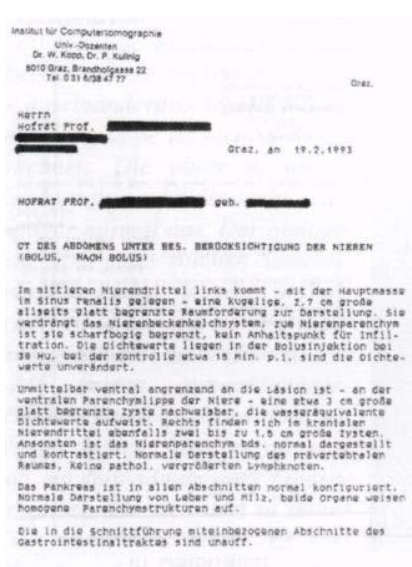 Institut für Computertomographie
Univ.-Dozenten
Dr. W. Kopp, Dr. P. Kullnig
8010 Graz, Brandhofgasse 22
Tel. 0 31 6/38 47 77
Graz,
Herrn
Hofrat Prof.
Graz, am 19.2.1993
HOFRAT PROF. geb.
CT DES ABDOMENS UNTER BES. BERÜCKSICHTIGUNG DER NIEREN
(BOLUS, NACH BOLUS)
Im mittleren Nierendrittel links kommt - mit der Hauptmasse
im Sinus renalis gelegen - eine kugelige, 2,7 cm große
allseits glatt begrenzte Raumforderung zur Darstellung. Sie
verdrängt das Nierenbeckenkelchsystem, zum Nierenparenchym
ist sie scharfbogig begrenzt, kein Anhaltspunkt für Infil-
tration. Die Dichtewerte liegen in der Bolusinjektion bei
38 HU, bei der Kontrolle etwa 15 Min. p.i. sind die Dichte-
werte unverändert.
Unmittelbar ventral angrenzend an die Läsion ist - an der
ventralen Parenchymlippe der Niere - eine etwa 3 cm große
glatt begrenzte Zyste nachweisbar, die wasseräquivalente
Dichtewerte aufweist. Rechts finden sich im kranialen
Nierendrittel ebenfalls zwei bis zu 1,5 cm große Zysten.
Ansonsten ist das Nierenparenchym bds. normal dargestellt
und kontrastiert. Normale Darstellung des prävertebralen
Raumes, keine pathol. vergrößerten Lymphknoten.
Das Pankreas ist in allen Abschnitten normal konfiguriert.
Normale Darstellung von Leber und Milz, beide Organe weisen
homogene Parenchymstrukturen auf.
Die in die Schnittführung miteinbezogener Abschnitte des
Gastrointestinaltraktes sind unauff.